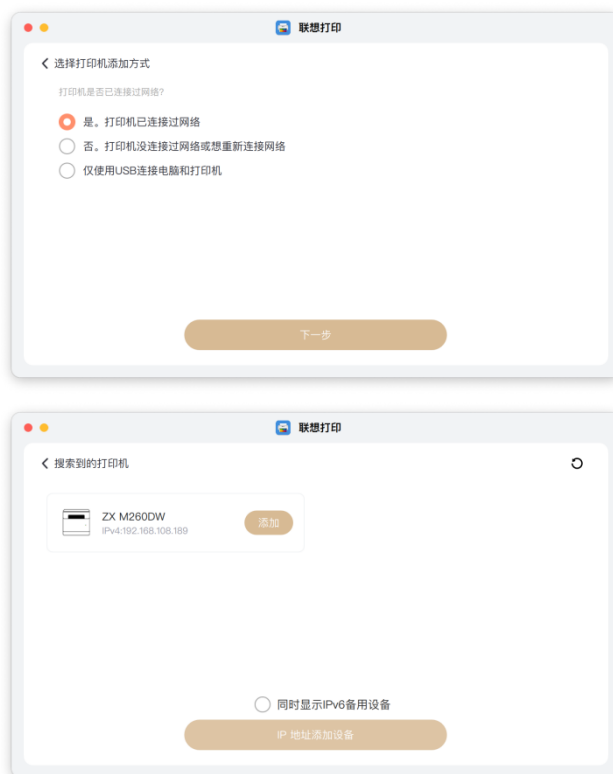 联想打印
选择打印机添加方式
打印机是否已连接过网络?
是。打印机已连接过网络
否。打印机没连接过网络或想重新连接网络
仅使用USB连接电脑和打印机
下一步
联想打印
搜索到的打印机
ZX M260DW
IPv4:192.168.108.189
添加
同时显示IPv6备用设备
IP 地址添加设备